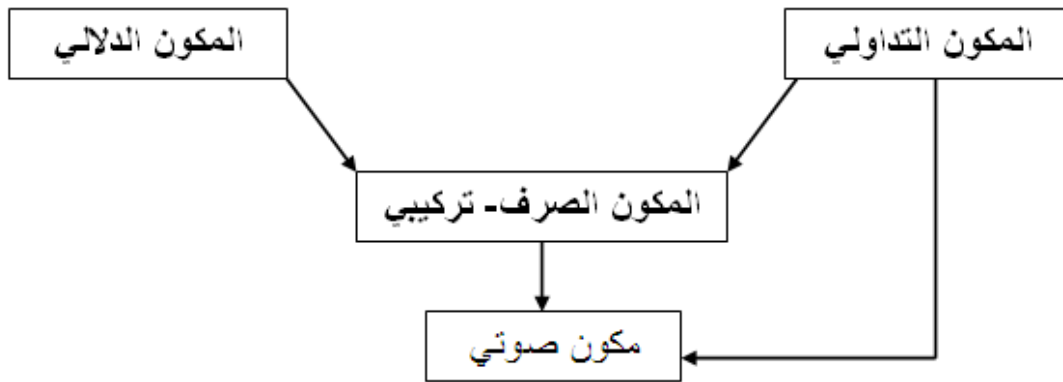 المكون التداولي
المكون الدلالي
المكون الصرف- تركيبي
مكون صوتي